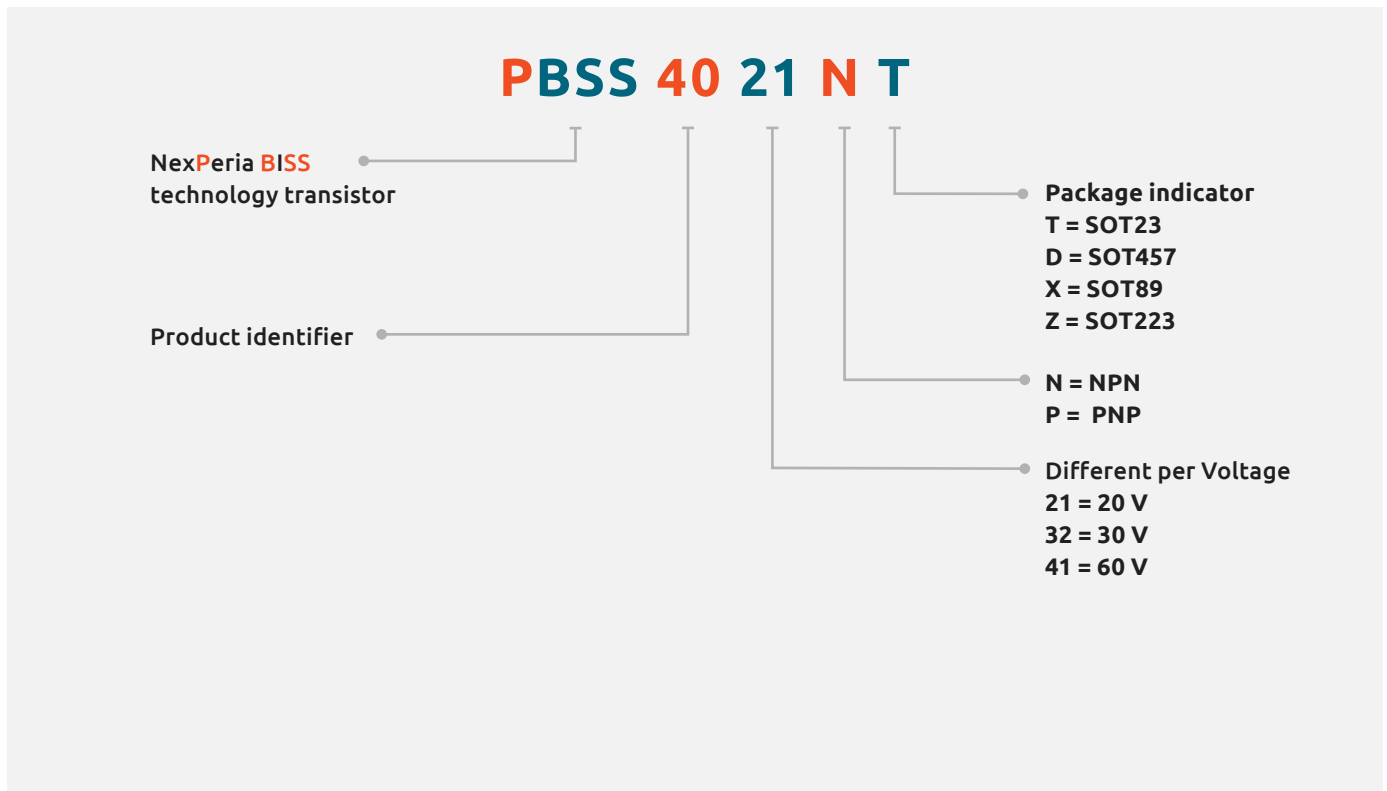 PBSS 40 21 N T
NexPeria BISS
technology transistor
Product identifier
Package indicator
T = SOT23
D = SOT457
X = SOT89
Z = SOT223
N = NPN
P = PNP
Different per Voltage
21 = 20 V
32 = 30 V
41 = 60 V